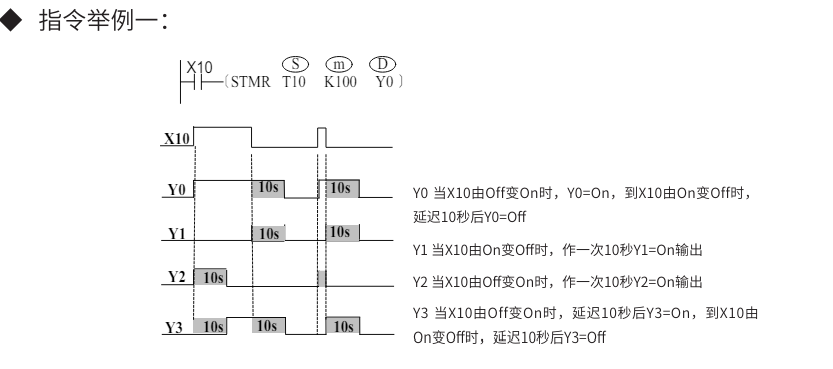 ◆ 指令举例一：
X10
S m D
STMR T10 K100 Y0
X10
Y0 10s 10s
Y0 当X10由Off变On时，Y0=On，到X10由On变Off时，
延迟10秒后Y0=Off
Y1 10s 10s
Y1 当X10由On变Off时，作一次10秒Y1=On输出
Y2 10s
Y2 当X10由Off变On时，作一次10秒Y2=On输出
Y3 10s 10s 10s
Y3 当X10由Off变On时，延迟10秒后Y3=On，到X10由
On变Off时，延迟10秒后Y3=Off